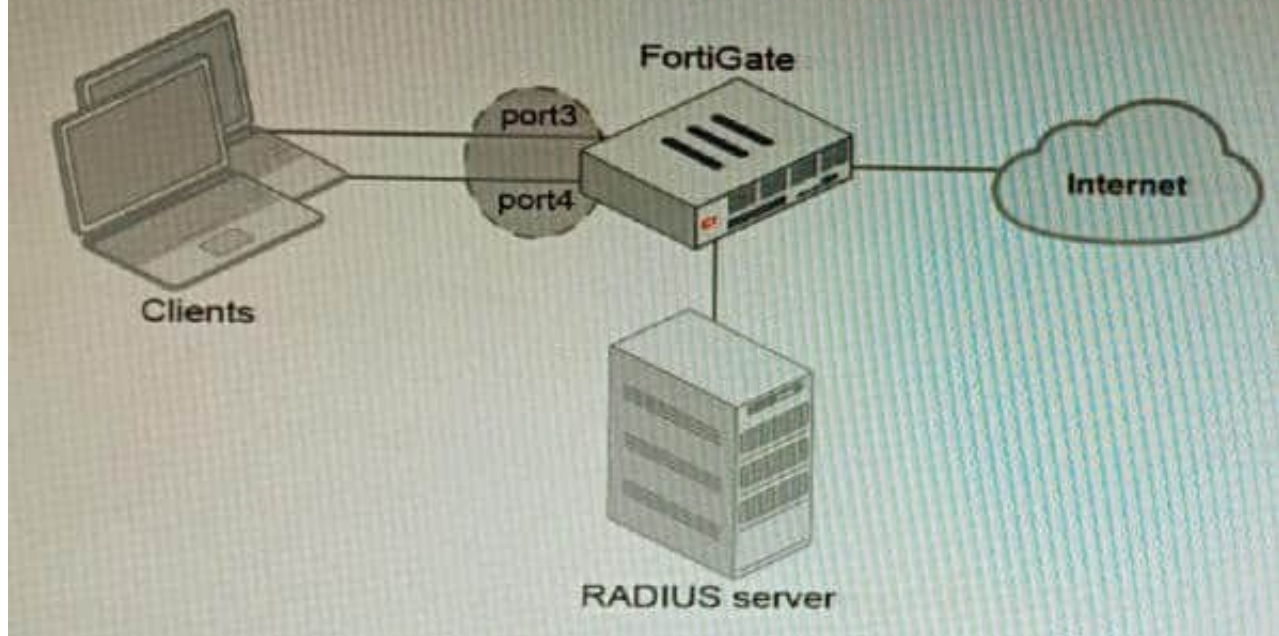 FortiGate
port3
port4
Internet
Clients
RADIUS server